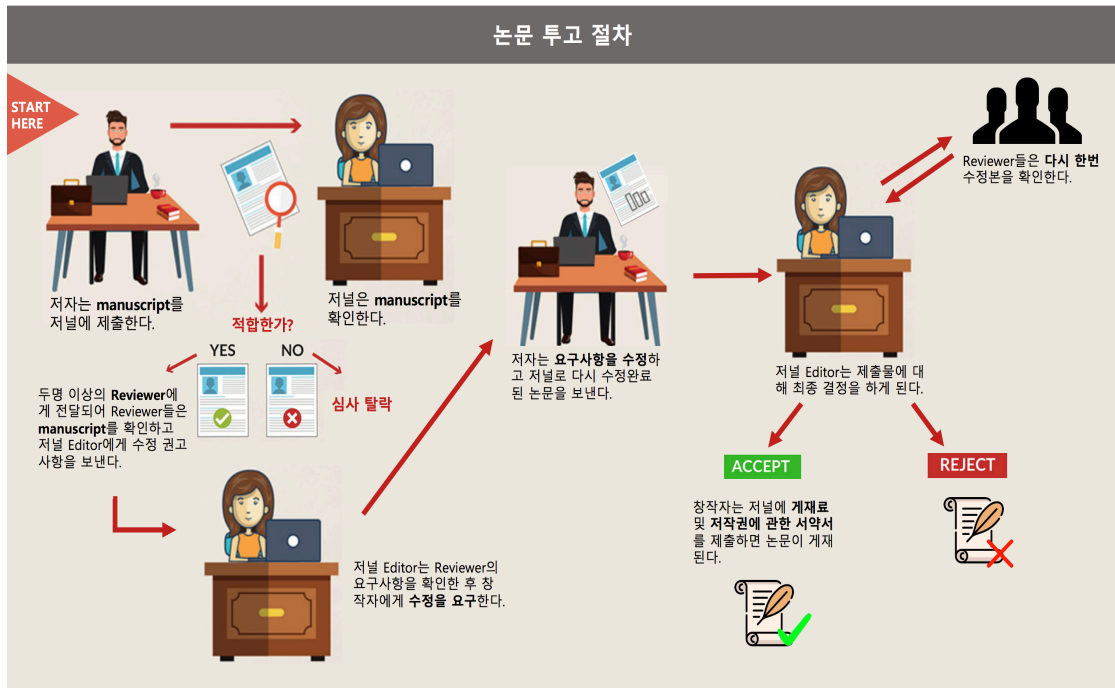 논문 투고 절차
START
HERE
저자는 manuscript를
저널에 제출한다.
저널은 manuscript를
확인한다.
적합한가?
YES
NO
심사 탈락
두명 이상의 Reviewer에
게 전달되어 Reviewer들은
manuscript를 확인하고
저널 Editor에게 수정 권고
사항을 보낸다.
저널 Editor는 Reviewer의
요구사항을 확인한 후 창
작자에게 수정을 요구한다.
저자는 요구사항을 수정하
고 저널로 다시 수정완료
된 논문을 보낸다.
Reviewer들은 다시 한번
수정본을 확인한다.
저널 Editor는 제출물에 대
해 최종 결정을 하게 된다.
ACCEPT
창작자는 저널에 게재료
및 저작권에 관한 서약서
를 제출하면 논문이 게재
된다.
REJECT